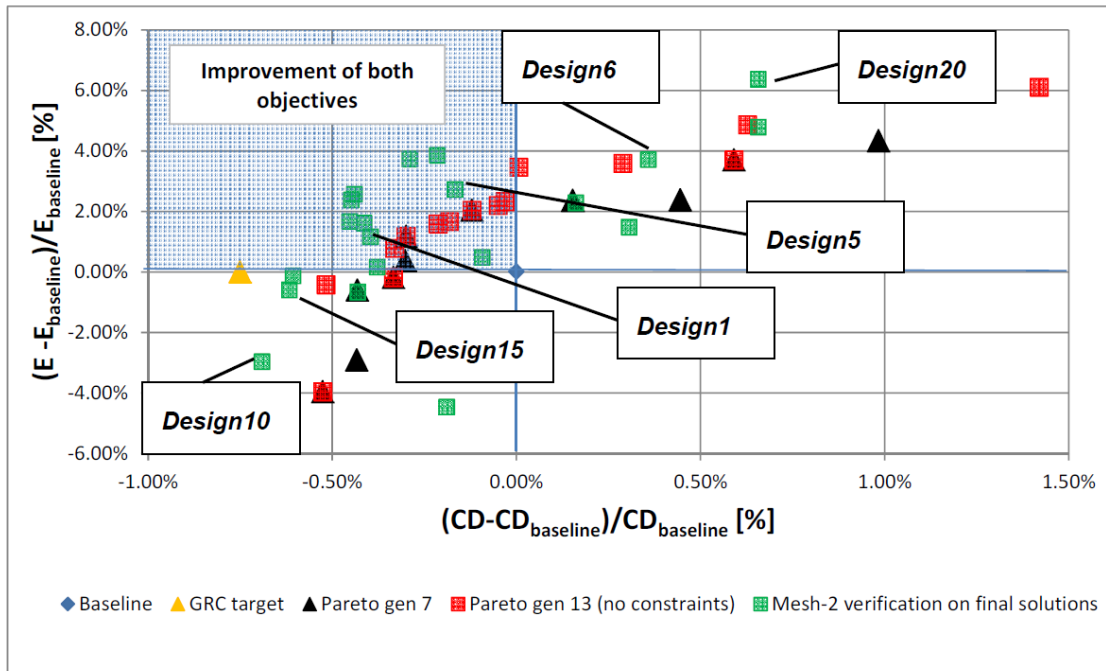 8.00%
6.00%
4.00%
2.00%
0.00%
-2.00%
-4.00%
-6.00%
(E -Ebaseline)/Ebaseline [%]
Improvement of both
objectives
Design6
Design20
Design5
Design1
Design15
Design10
-1.00%
-0.50%
0.00%
0.50%
1.00%
1.50%
(CD-CDbaseline)/CDbaseline [%]
Baseline
GRC target
Pareto gen 7
Pareto gen 13 (no constraints)
Mesh-2 verification on final solutions